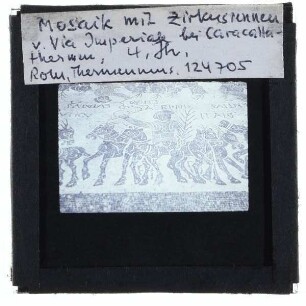 Mosaik mit Zirkusrennen
v. Via Imperiale bei Caracalla-
thermen, 4. Jh.
Rom, Thermenmus. 124705